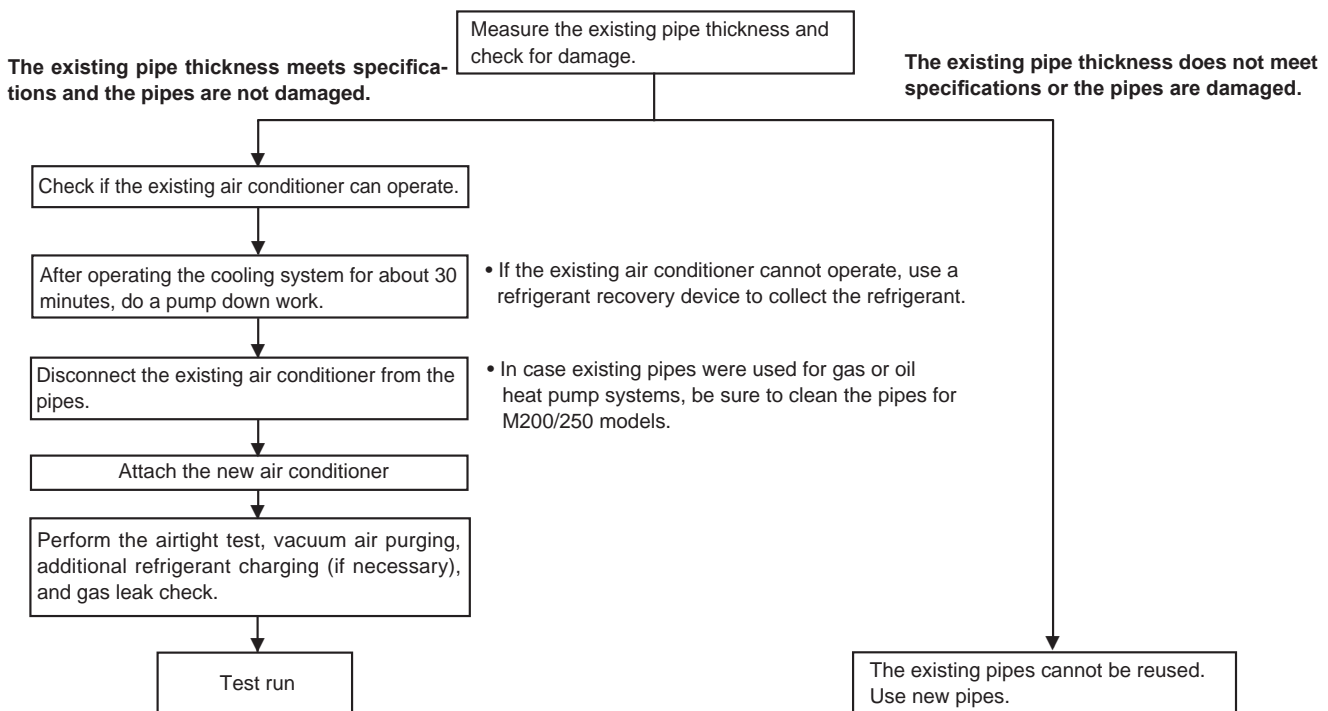 Measure the existing pipe thickness and
check for damage.
The existing pipe thickness meets specifica-
tions and the pipes are not damaged.
The existing pipe thickness does not meet
specifications or the pipes are damaged.
Check if the existing air conditioner can operate.
After operating the cooling system for about 30
minutes, do a pump down work.
• If the existing air conditioner cannot operate, use a
refrigerant recovery device to collect the refrigerant.
Disconnect the existing air conditioner from the
pipes.
• In case existing pipes were used for gas or oil
heat pump systems, be sure to clean the pipes for
M200/250 models.
Attach the new air conditioner
Perform the airtight test, vacuum air purging,
additional refrigerant charging (if necessary),
and gas leak check.
Test run
The existing pipes cannot be reused.
Use new pipes.